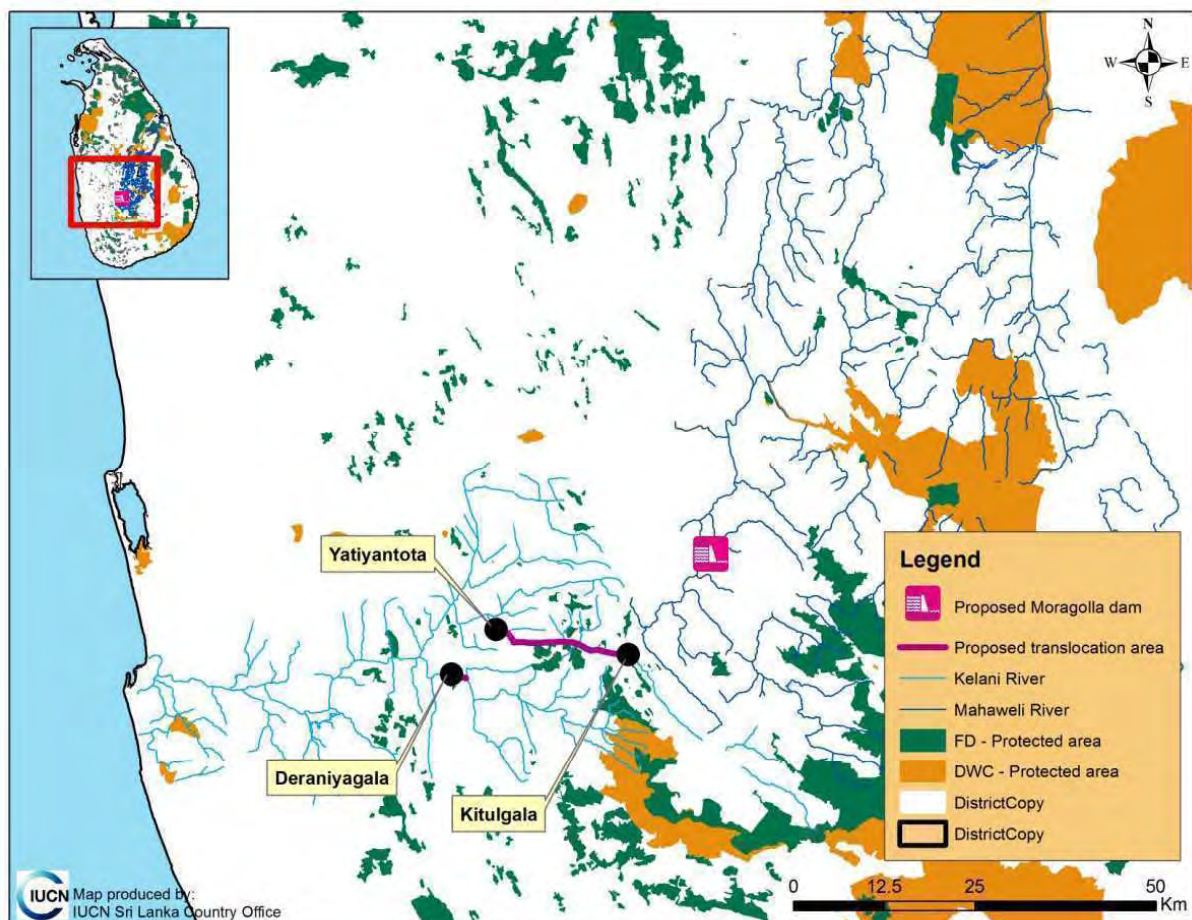 N
W E
S
Yatiyantota
Deraniyagala
Kitulgala
Legend
Proposed Moragolla dam
Proposed translocation area
Kelani River
Mahaweli River
FD - Protected area
DWC - Protected area
DistrictCopy
DistrictCopy
IUCN
Map produced by:
IUCN Sri Lanka Country Office
0 12.5 25 50
Km